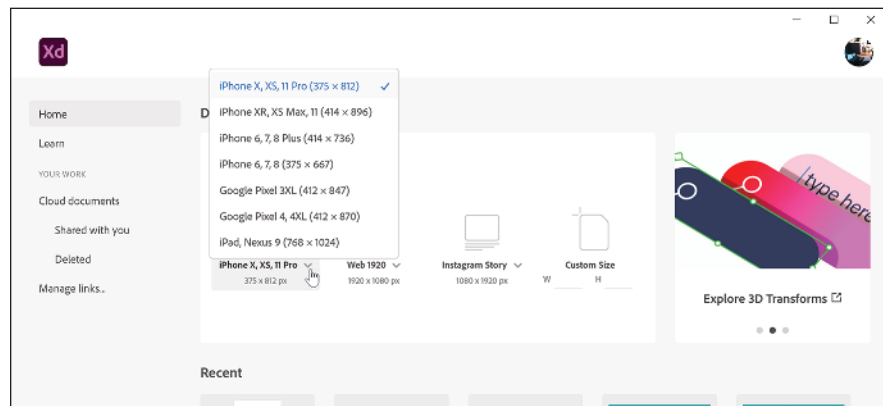 Xd
iPhone X, XS, 11 Pro (375 × 812)
iPhone XR, XS Max, 11 (414 × 896)
iPhone 6, 7, 8 Plus (414 × 736)
iPhone 6, 7, 8 (375 × 667)
Google Pixel 3XL (412 × 847)
Google Pixel 4, 4XL (412 × 870)
iPad, Nexus 9 (768 × 1024)
Home
D
Learn
YOUR WORK
Cloud documents
Shared with you
Deleted
Manage links...
iPhone X, XS, 11 Pro
375 x 812 px
Web 1920
1920 x 1080 px
Instagram Story
1080 x 1920 px
Custom Size
W H
type here
Explore 3D Transforms
Recent